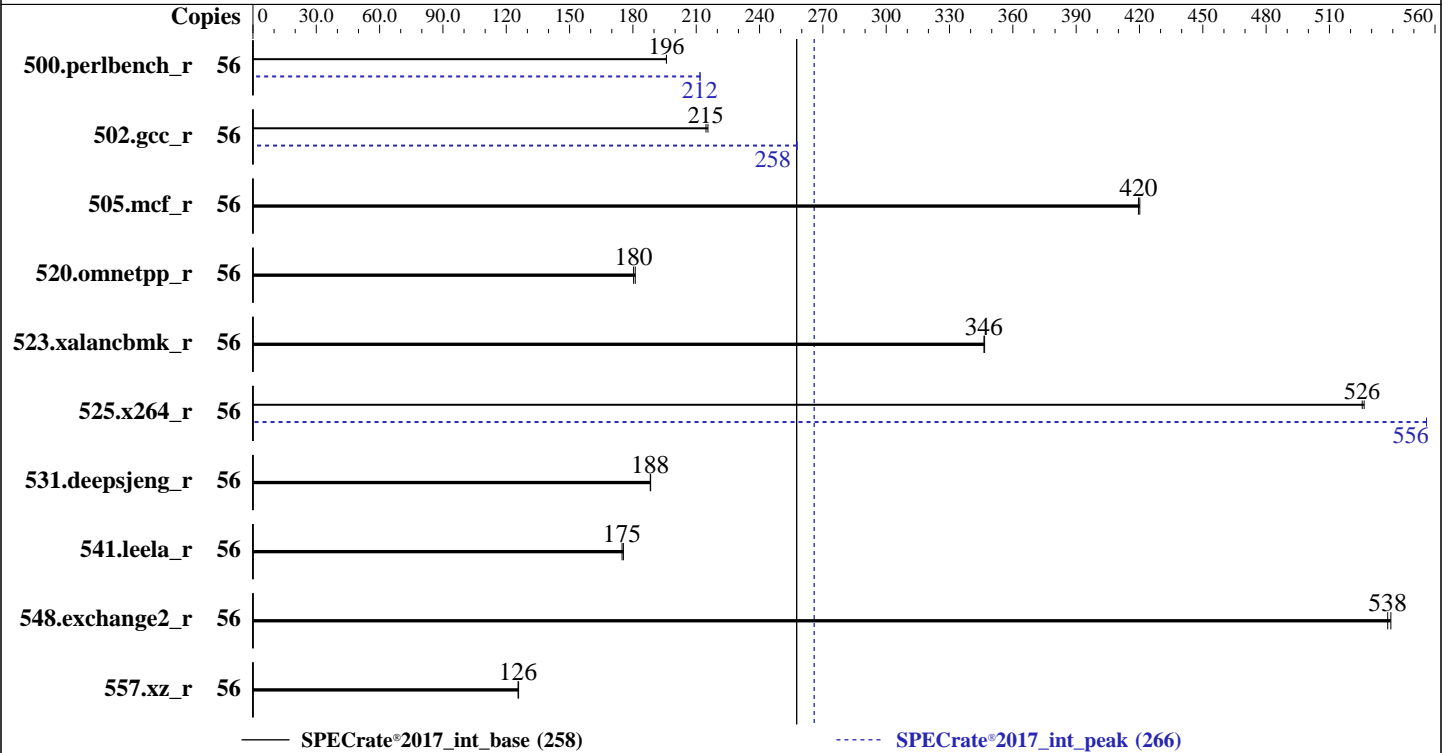 Copies 0 30.0 60.0 90.0 120 150 180 210 240 270 300 330 360 390 420 450 480 510 560
196
500.perlbench_r 56
212
215
502.gcc_r 56
258
420
505.mcf_r 56
180
520.omnetpp_r 56
346
523.xalancbmk_r 56
526
525.x264_r 56
556
188
531.deepsjeng_r 56
175
541.leela_r 56
538
548.exchange2_r 56
126
557.xz_r 56
SPECrate®2017_int_base (258) SPECrate®2017_int_peak (266)